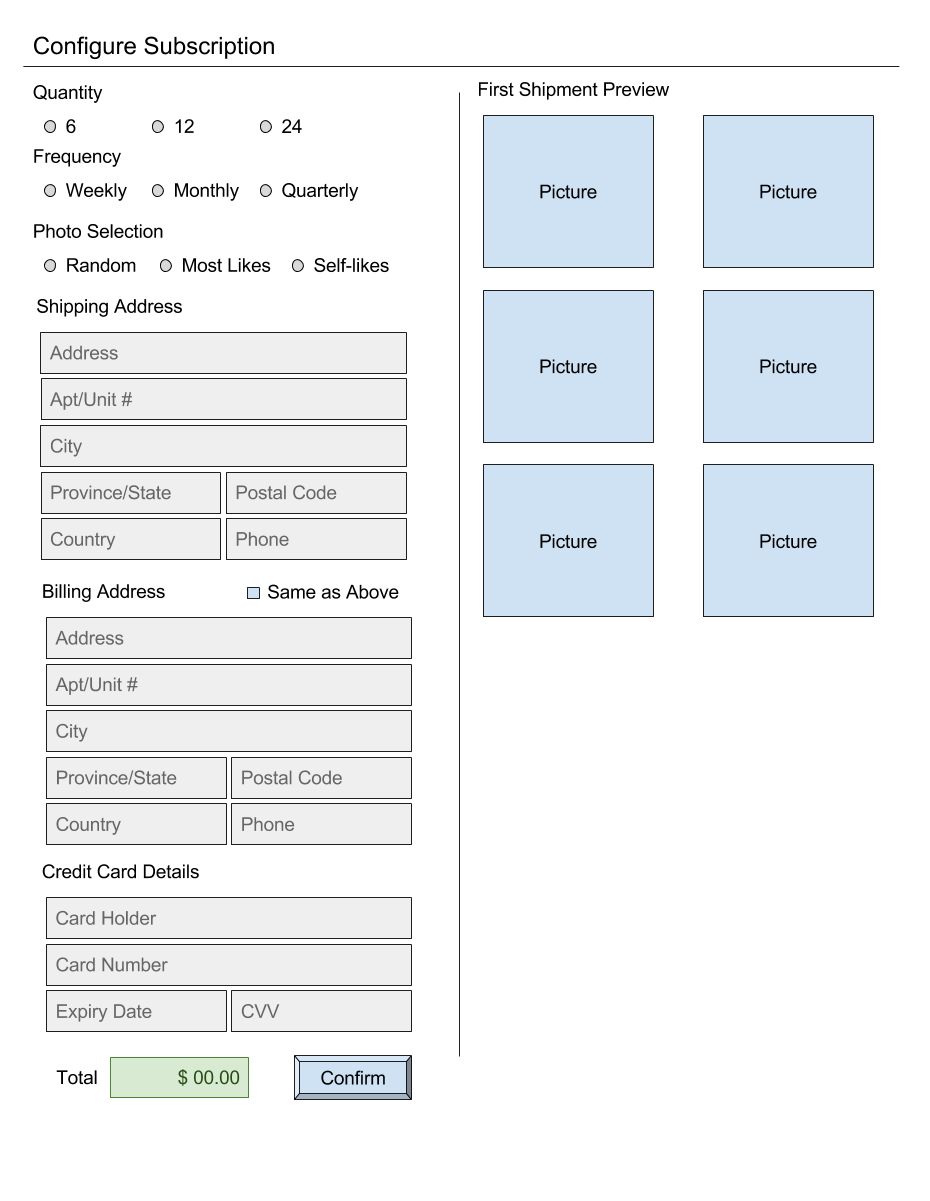 Configure Subscription
Quantity
6 12 24
Frequency
Weekly Monthly Quarterly
Photo Selection
Random Most Likes Self-likes
Shipping Address
Address
Apt/Unit #
City
Province/State Postal Code
Country Phone
Billing Address Same as Above
Address
Apt/Unit #
City
Province/State Postal Code
Country Phone
Credit Card Details
Card Holder
Card Number
Expiry Date CVV
Total $ 00.00 Confirm
First Shipment Preview
Picture Picture
Picture Picture
Picture Picture